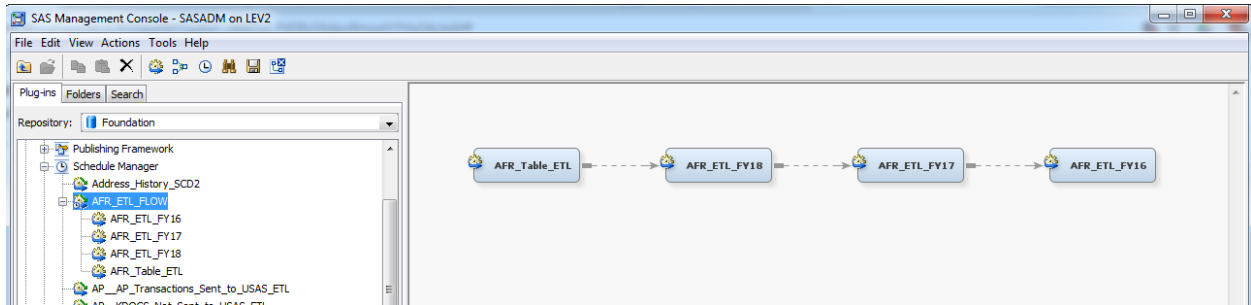 SAS Management Console - SASADM on LEV2
File Edit View Actions Tools Help
Plug-ins Folders Search
Repository: Foundation
Publishing Framework
Schedule Manager
Address_History_SCD2
AFR_ETL_FLOW
AFR_ETL_FY16
AFR_ETL_FY17
AFR_ETL_FY18
AFR_Table_ETL
AP__AP_Transactions_Sent_to_USAS_ETL
AP__XDOCS_Not_Sent_to_USAS_ETL
AFR_Table_ETL AFR_ETL_FY18 AFR_ETL_FY17 AFR_ETL_FY16